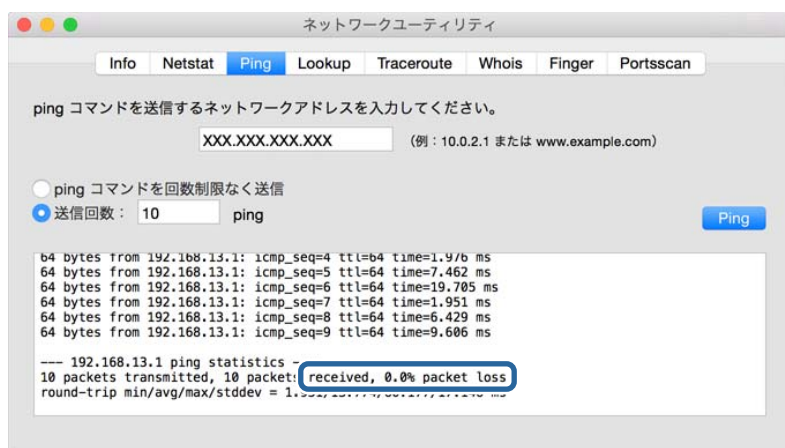 ネットワークユーティリティ
Info Netstat Ping Lookup Traceroute Whois Finger Portsscan
ping コマンドを送信するネットワークアドレスを入力してください。
XXX.XXX.XXX.XXX (例：10.0.2.1 または www.example.com)
ping コマンドを回数制限なく送信
送信回数： 10 ping
Ping
64 bytes from 192.168.13.1: icmp_seq=4 ttl=64 time=1.976 ms
64 bytes from 192.168.13.1: icmp_seq=5 ttl=64 time=7.462 ms
64 bytes from 192.168.13.1: icmp_seq=6 ttl=64 time=19.705 ms
64 bytes from 192.168.13.1: icmp_seq=7 ttl=64 time=1.951 ms
64 bytes from 192.168.13.1: icmp_seq=8 ttl=64 time=6.429 ms
64 bytes from 192.168.13.1: icmp_seq=9 ttl=64 time=9.606 ms
--- 192.168.13.1 ping statistics -
10 packets transmitted, 10 packets received, 0.0% packet loss
round-trip min/avg/max/stddev =